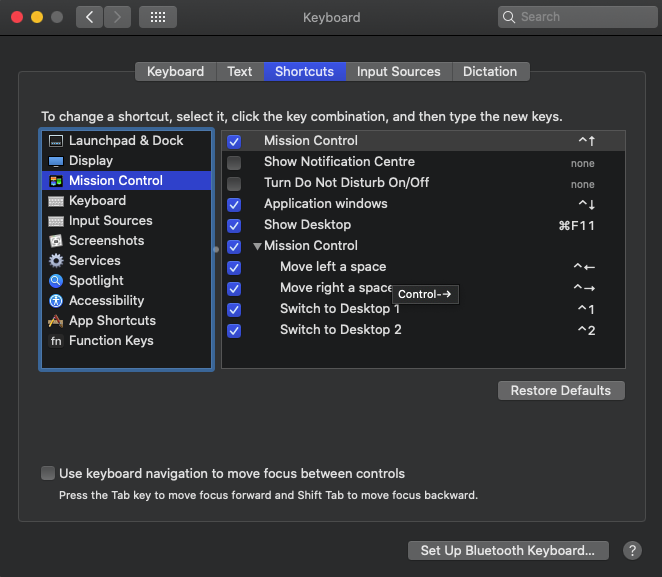 Keyboard
Search
Keyboard Text Shortcuts Input Sources Dictation
To change a shortcut, select it, click the key combination, and then type the new keys.
Launchpad & Dock
Display
Mission Control
Keyboard
Input Sources
Screenshots
Services
Spotlight
Accessibility
App Shortcuts
fn Function Keys
Mission Control ^↑
Show Notification Centre none
Turn Do Not Disturb On/Off none
Application windows ^↓
Show Desktop ⌘F11
Mission Control
Move left a space ^←
Move right a space ^→
Control-→
Switch to Desktop 1 ^1
Switch to Desktop 2 ^2
Restore Defaults
Use keyboard navigation to move focus between controls
Press the Tab key to move focus forward and Shift Tab to move focus backward.
Set Up Bluetooth Keyboard... ?